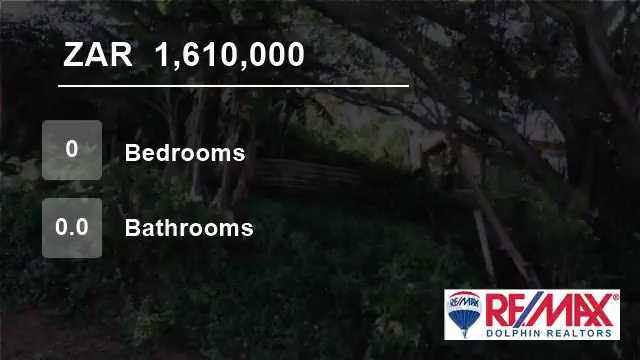 ZAR 1,610,000
0 Bedrooms
0.0 Bathrooms
RE/MAX
RE/MAX®
DOLPHIN REALTORS